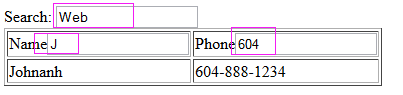 Search: Web
Name J Phone 604
Johnanh 604-888-1234